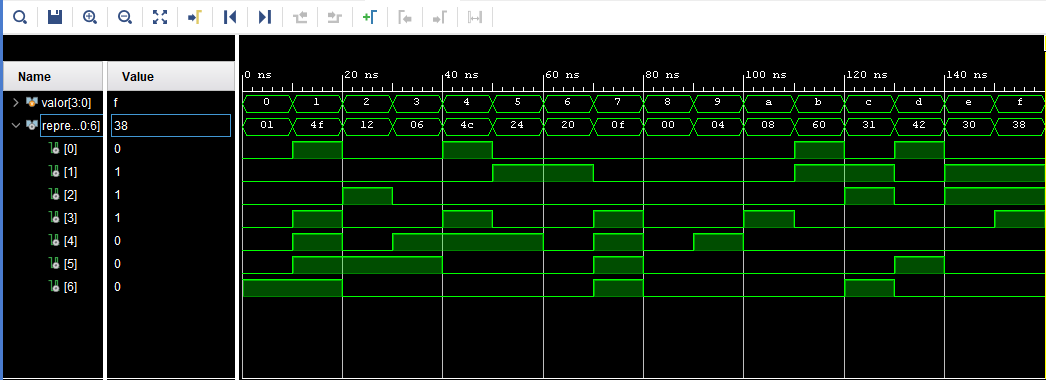 0 ns 20 ns 40 ns 60 ns 80 ns 100 ns 120 ns 140 ns
Name Value
valor[3:0] f 0 1 2 3 4 5 6 7 8 9 a b c d e f
repre...0:6] 38 01 4f 12 06 4c 24 20 0f 00 04 08 60 31 42 30 38
[0] 0
[1] 1
[2] 1
[3] 1
[4] 0
[5] 0
[6] 0